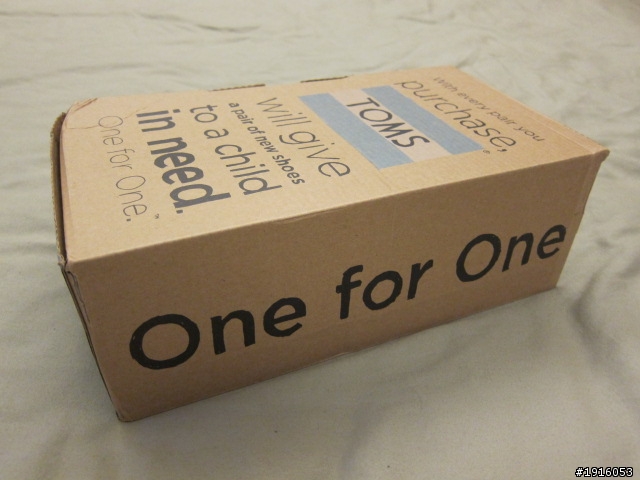 With every pair you
purchase,
TOMS
will give
a pair of new shoes
to a child
in need.
One for One.™
One for One
#1916053